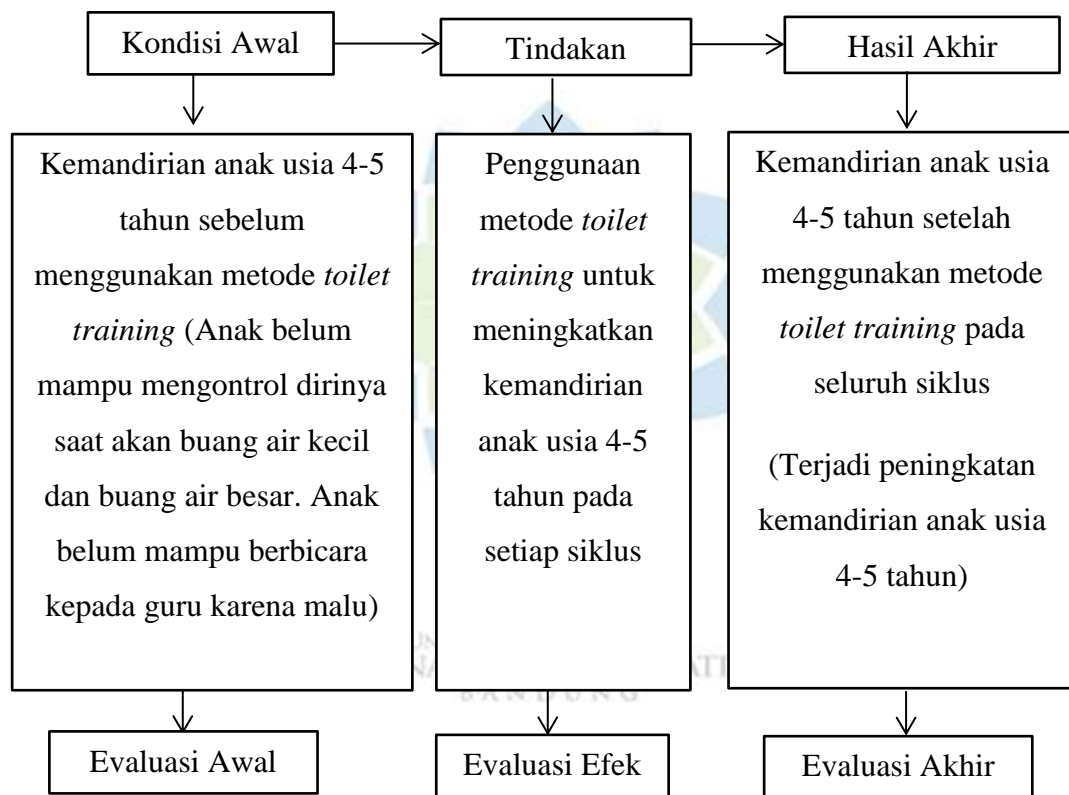 Kondisi Awal
Tindakan
Hasil Akhir
Kemandirian anak usia 4-5
tahun sebelum
menggunakan metode toilet
training (Anak belum
mampu mengontrol dirinya
saat akan buang air kecil
dan buang air besar. Anak
belum mampu berbicara
kepada guru karena malu)
Penggunaan
metode toilet
training untuk
meningkatkan
kemandirian
anak usia 4-5
tahun pada
setiap siklus
Kemandirian anak usia
4-5 tahun setelah
menggunakan metode
toilet training pada
seluruh siklus
(Terjadi peningkatan
kemandirian anak usia
4-5 tahun)
BANDUNG
Evaluasi Awal
Evaluasi Efek
Evaluasi Akhir